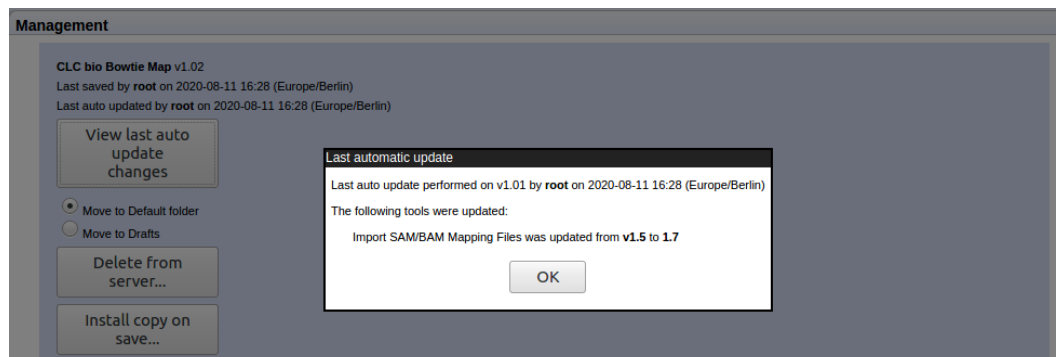 Management
CLC bio Bowtie Map v1.02
Last saved by root on 2020-08-11 16:28 (Europe/Berlin)
Last auto updated by root on 2020-08-11 16:28 (Europe/Berlin)
View last auto
update
changes
Move to Default folder
Move to Drafts
Delete from
server...
Install copy on
save...
Last automatic update
Last auto update performed on v1.01 by root on 2020-08-11 16:28 (Europe/Berlin)
The following tools were updated:
Import SAM/BAM Mapping Files was updated from v1.5 to 1.7
OK